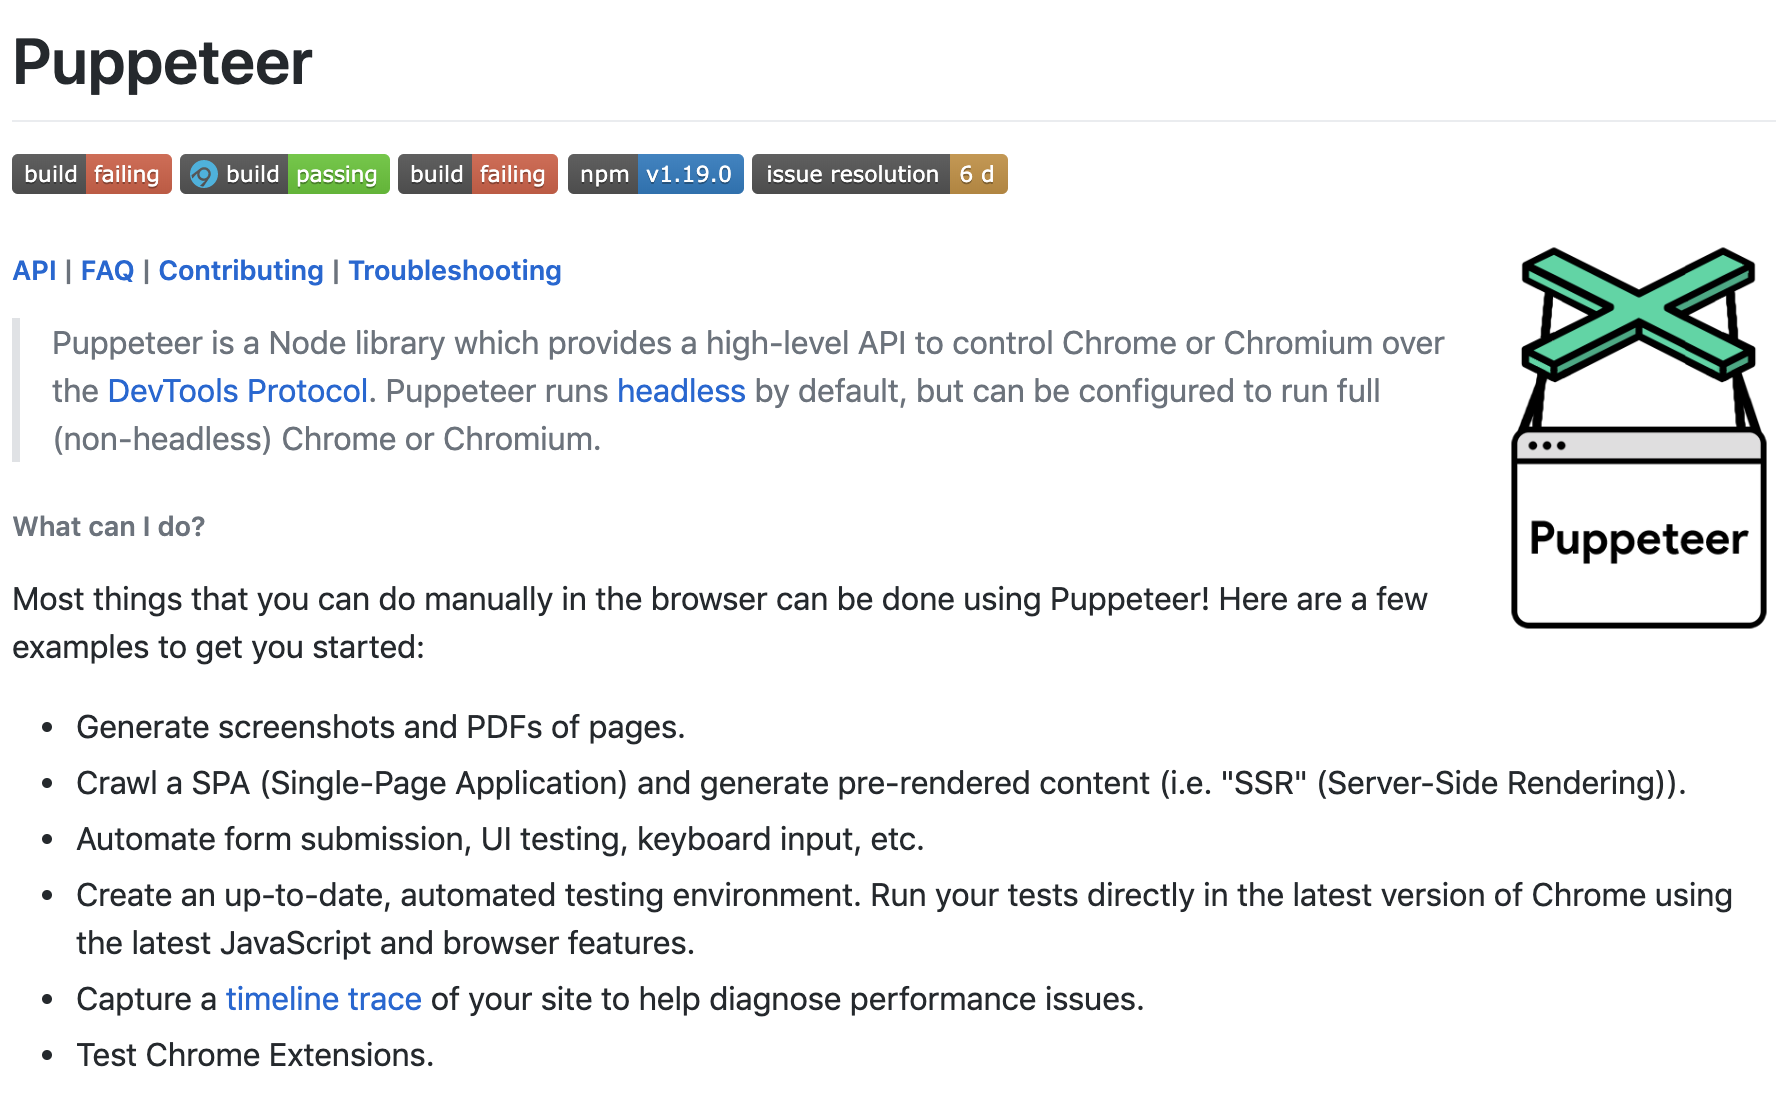 Puppeteer
build failing build passing build failing npm v1.19.0 issue resolution 6 d
API | FAQ | Contributing | Troubleshooting
Puppeteer is a Node library which provides a high-level API to control Chrome or Chromium over
the DevTools Protocol. Puppeteer runs headless by default, but can be configured to run full
(non-headless) Chrome or Chromium.
Puppeteer
What can I do?
Most things that you can do manually in the browser can be done using Puppeteer! Here are a few
examples to get you started:
• Generate screenshots and PDFs of pages.
• Crawl a SPA (Single-Page Application) and generate pre-rendered content (i.e. "SSR" (Server-Side Rendering)).
• Automate form submission, UI testing, keyboard input, etc.
• Create an up-to-date, automated testing environment. Run your tests directly in the latest version of Chrome using
the latest JavaScript and browser features.
• Capture a timeline trace of your site to help diagnose performance issues.
• Test Chrome Extensions.